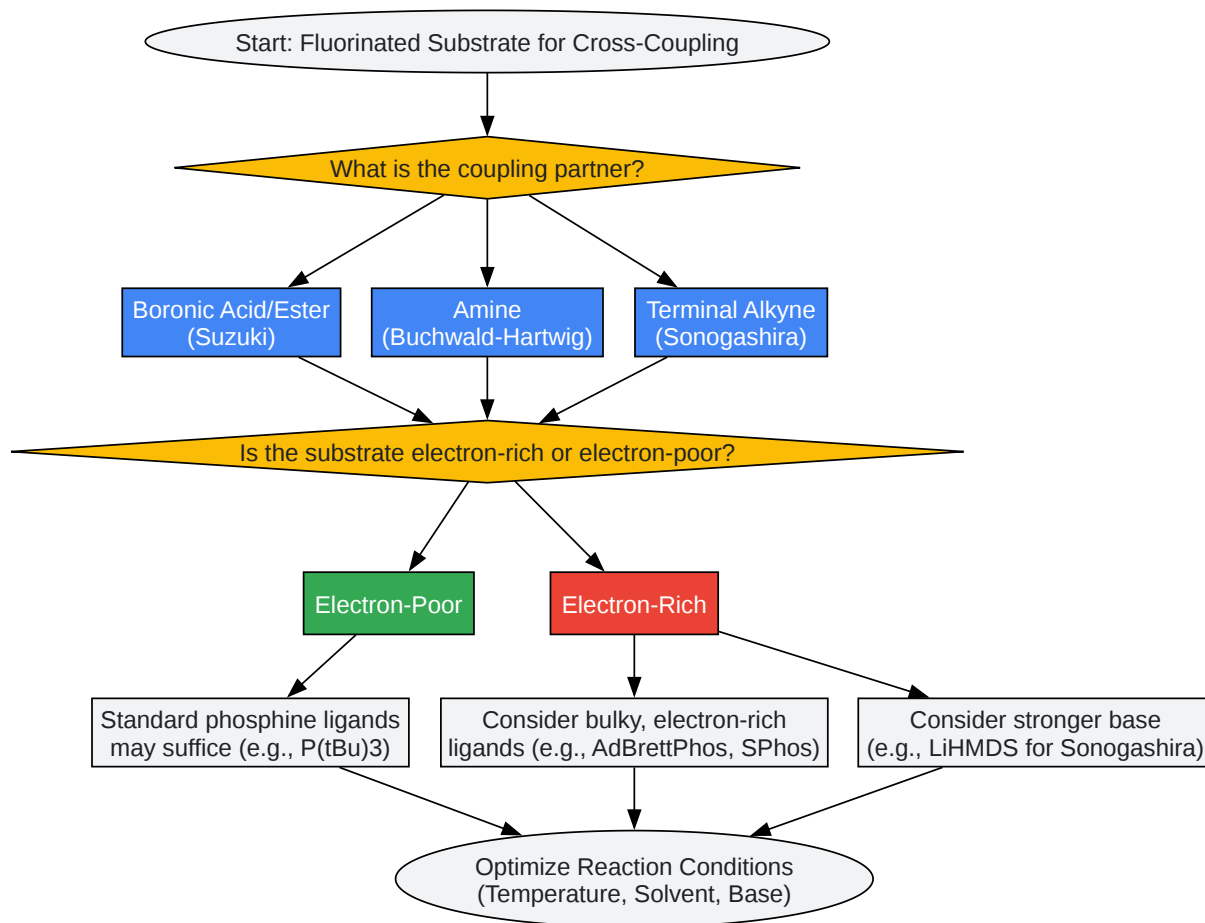 Start: Fluorinated Substrate for Cross-Coupling
What is the coupling partner?
Boronic Acid/Ester
(Suzuki)
Amine
(Buchwald-Hartwig)
Terminal Alkyne
(Sonogashira)
Is the substrate electron-rich or electron-poor?
Electron-Poor
Electron-Rich
Standard phosphine ligands
may suffice (e.g., P(tBu)3)
Consider bulky, electron-rich
ligands (e.g., AdBrettPhos, SPhos)
Consider stronger base
(e.g., LiHMDS for Sonogashira)
Optimize Reaction Conditions
(Temperature, Solvent, Base)